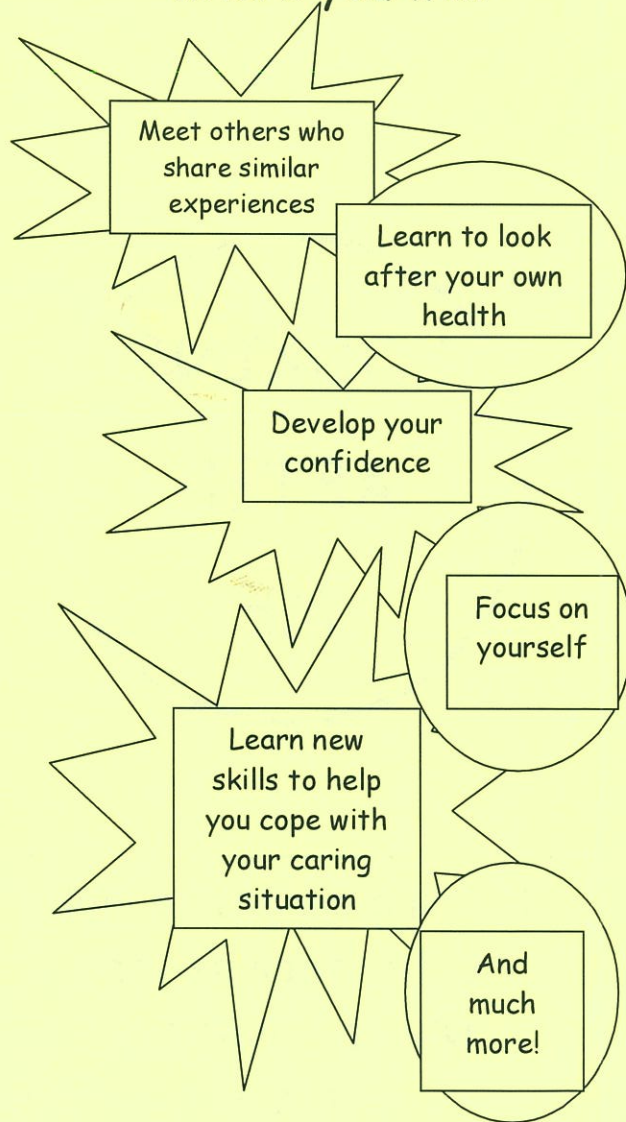 Meet others who
share similar
experiences
Learn to look
after your own
health
Develop your
confidence
Focus on
yourself
Learn new
skills to help
you cope with
your caring
situation
And
much
more!